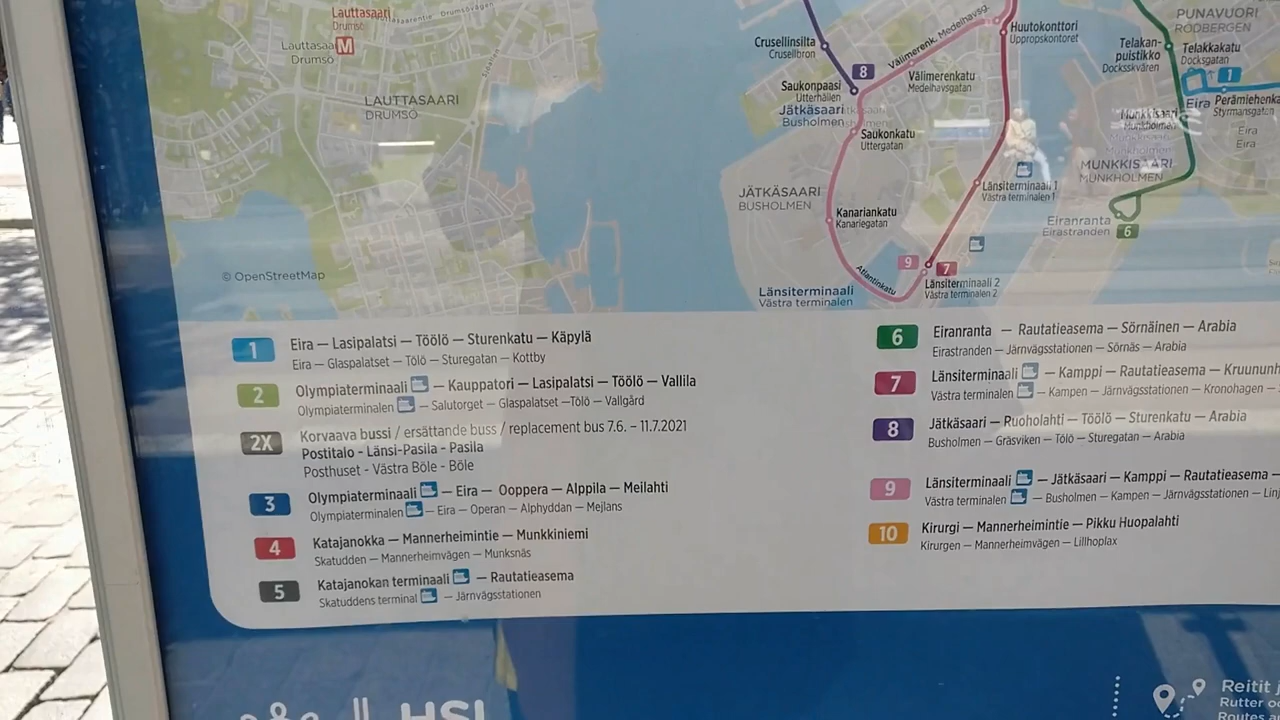 Lauttasaari
Drumsö
Lauttasaarentie Drumsövägen
Lauttasaa M
Drumsö
LAUTTASAARI
DRUMSÖ
© OpenStreetMap
Crusellinsilta
Crusellbron
8
Saukonpaasi
Utterhällen
Jätkäsaari
Busholmen
Välimerenk. Medelhavsg.
Välimerenkatu
Medelhavsgatan
Huutokonttori
Uppropskontoret
Saukonkatu
Uttergatan
JÄTKÄSAARI
BUSHOLMEN
Kanariankatu
Kanariegatan
Atlantinkatu
Länsiterminaali 1
Västra terminalen 1
9 7
Länsiterminaali
Västra terminalen
Länsiterminaali 2
Västra terminalen 2
PUNAVUORI
RÖDBERGEN
Telakan-
puistikko
Docksskvären
Telakkakatu
Docksgatan
1
Eira
Perämiehenk
Styrmansgatan
Eira
Eira
Munkkisaari
Munkholmen
MUNKKISAARI
MUNKHOLMEN
Eiranranta
Eirastranden
6
1 Eira — Lasipalatsi — Töölö — Sturenkatu — Käpylä
Eira — Glaspalatset — Tölö — Sturegatan — Kottby
2 Olympiaterminaali — Kauppatori — Lasipalatsi — Töölö — Vallila
Olympiaterminalen — Salutorget — Glaspalatset —Tölö — Vallgård
2X Korvaava bussi / ersättande buss / replacement bus 7.6. – 11.7.2021
Postitalo - Länsi-Pasila - Pasila
Posthuset - Västra Böle - Böle
3 Olympiaterminaali — Eira — Ooppera — Alppila — Meilahti
Olympiaterminalen — Eira — Operan — Alphyddan — Mejlans
4 Katajanokka — Mannerheimintie — Munkkiniemi
Skatudden — Mannerheimvägen — Munksnäs
5 Katajanokan terminaali — Rautatieasema
Skatuddens terminal — Järnvägsstationen
6 Eiranranta — Rautatieasema — Sörnäinen — Arabia
Eirastranden — Järnvägsstationen — Sörnäs — Arabia
7 Länsiterminaali — Kamppi — Rautatieasema — Kruununh
Västra terminalen — Kampen — Järnvägsstationen — Kronohagen —
8 Jätkäsaari — Ruoholahti — Töölö — Sturenkatu — Arabia
Busholmen — Gräsviken — Tölö — Sturegatan — Arabia
9 Länsiterminaali — Jätkäsaari — Kamppi — Rautatieasema —
Västra terminalen — Busholmen — Kampen — Järnvägsstationen — Linj
10 Kirurgi — Mannerheimintie — Pikku Huopalahti
Kirurgen — Mannerheimvägen — Lillhoplax
HSL
Reitit j
Rutter o
Routes a